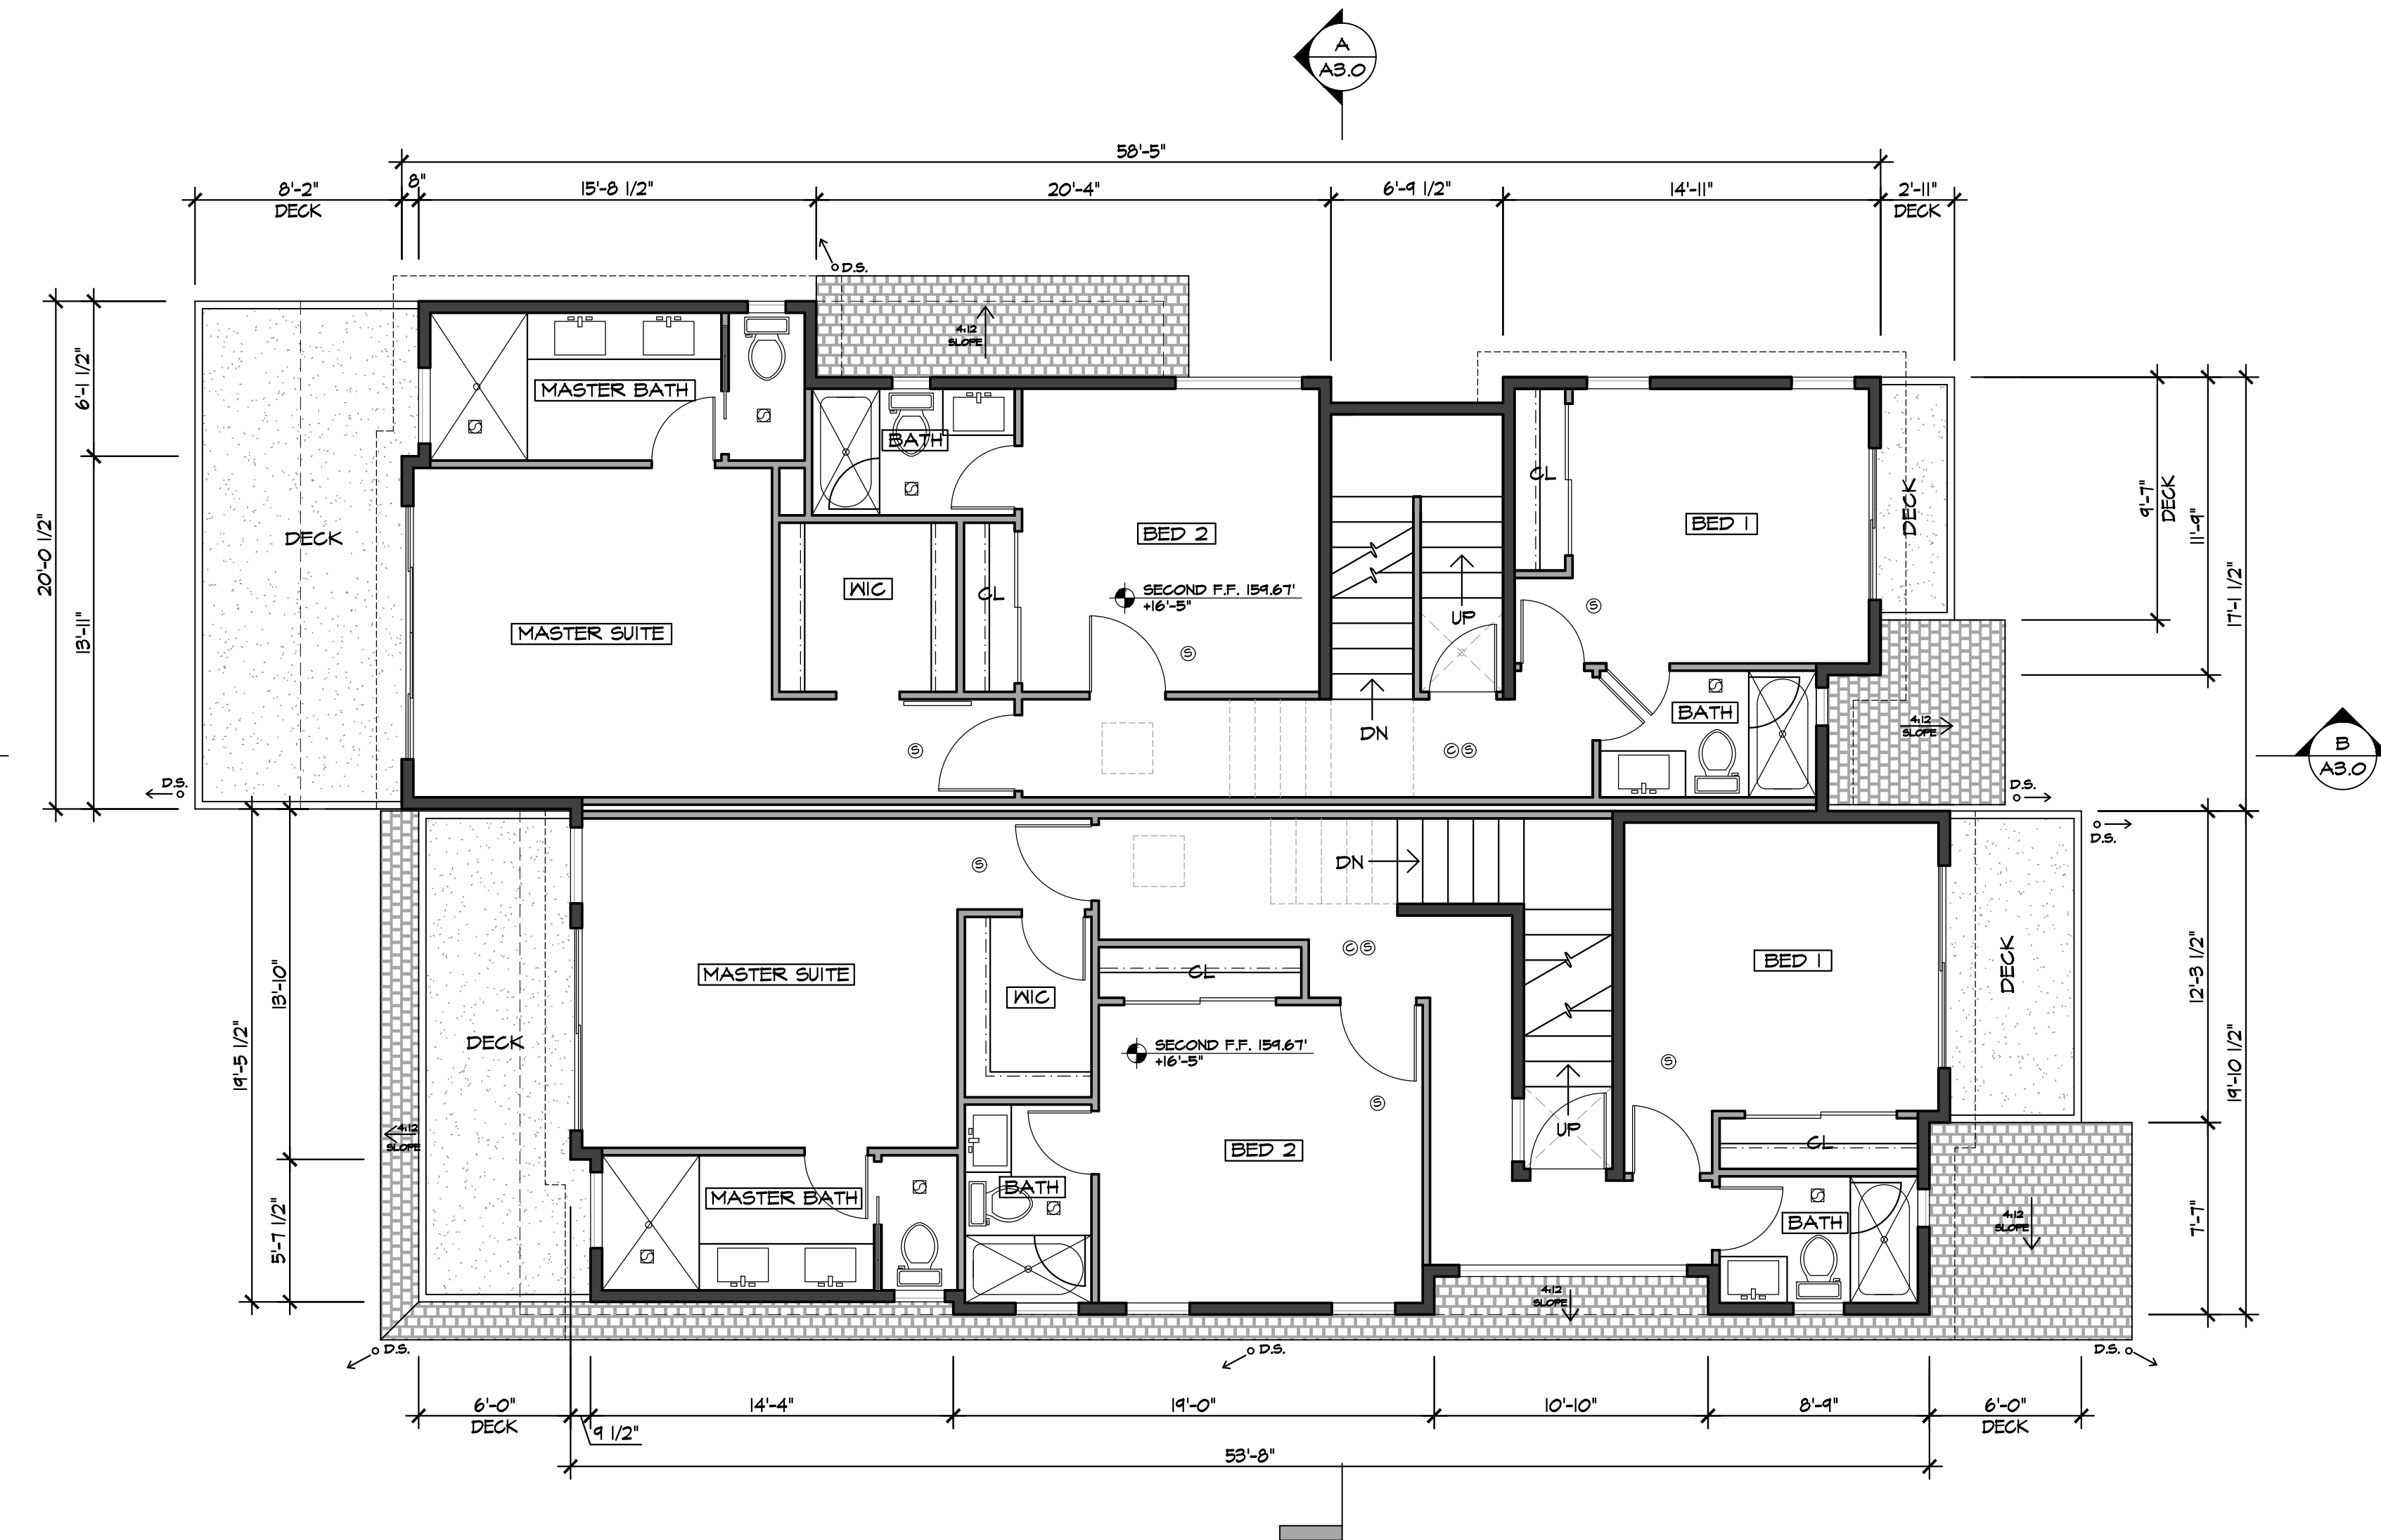 A
A3.0
58'-5"
8'-2"
DECK
8"
15'-8 1/2"
20'-4"
6'-9 1/2"
14'-11"
2'-11"
DECK
D.S.
4:12
SLOPE
6'-1 1/2"
20'-0 1/2"
13'-11"
MASTER BATH
BATH
CL
DECK
BED 2
BED 1
DECK
9'-7"
DECK
11'-9"
17'-1 1/2"
WIC
CL
SECOND F.F. 159.67'
+16'-5"
MASTER SUITE
UP
S
S
BATH
4:12
SLOPE
DN
S
C S
B
A3.0
D.S.
D.S.
D.S.
DN
S
C S
MASTER SUITE
CL
BED 1
DECK
12'-3 1/2"
WIC
13'-10"
19'-5 1/2"
DECK
SECOND F.F. 159.67'
+16'-5"
S
19'-10 1/2"
S
4:12
SLOPE
BED 2
UP
CL
MASTER BATH
BATH
BATH
4:12
SLOPE
7'-7"
5'-7 1/2"
4:12
SLOPE
D.S.
D.S.
D.S.
6'-0"
DECK
9 1/2"
14'-4"
19'-0"
10'-10"
8'-9"
6'-0"
DECK
53'-8"